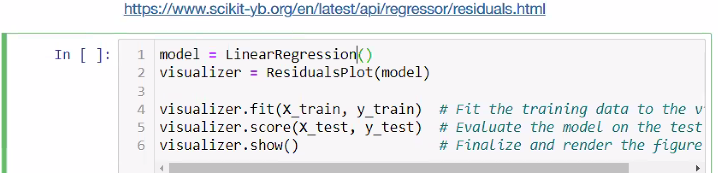 https://www.scikit-yb.org/en/latest/api/regressor/residuals.html
In [ ]:
1 model = LinearRegression()
2 visualizer = ResidualsPlot(model)
3
4 visualizer.fit(X_train, y_train)  # Fit the training data to the v
5 visualizer.score(X_test, y_test)  # Evaluate the model on the test
6 visualizer.show()                 # Finalize and render the figure